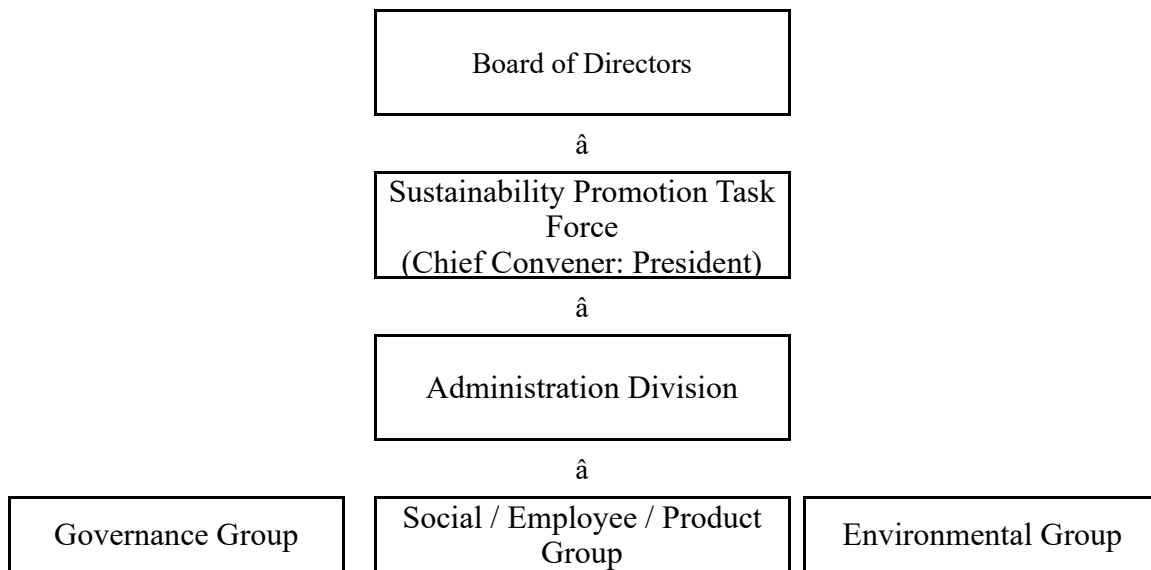 Board of Directors
â
Sustainability Promotion Task
Force
(Chief Convener: President)
â
Administration Division
â
Governance Group
Social / Employee / Product
Group
Environmental Group